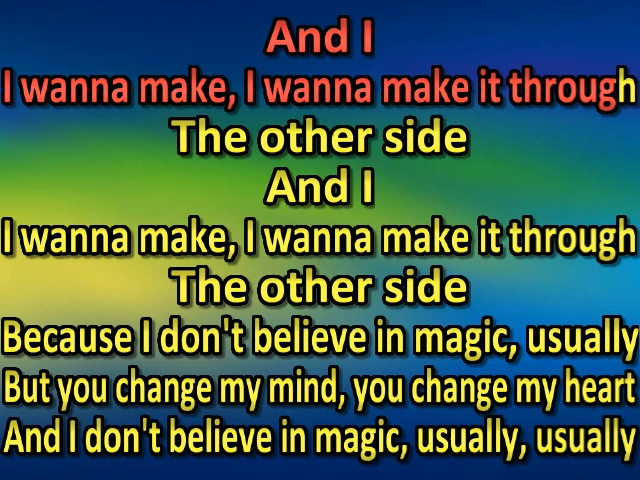 And I
I wanna make, I wanna make it through
The other side
And I
I wanna make, I wanna make it through
The other side
Because I don't believe in magic, usually
But you change my mind, you change my heart
And I don't believe in magic, usually, usually